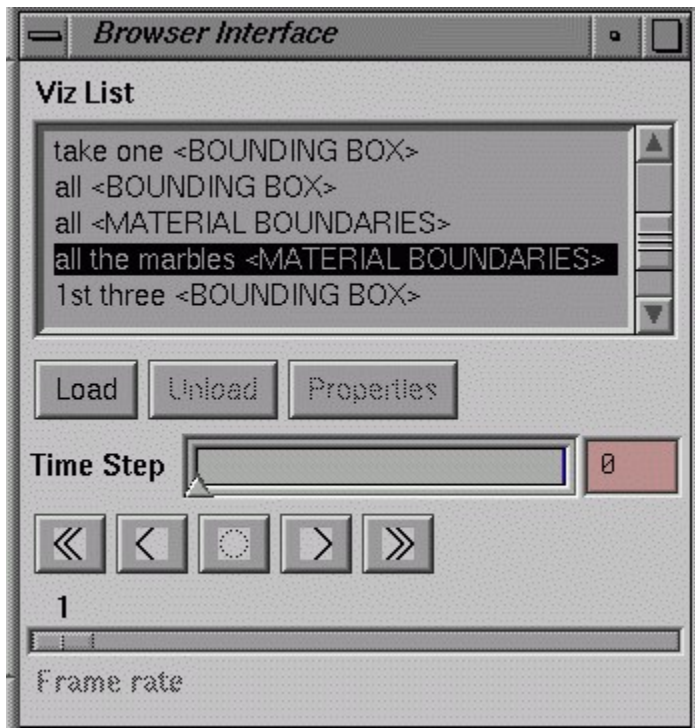 Browser Interface
Viz List
take one <BOUNDING BOX>
all <BOUNDING BOX>
all <MATERIAL BOUNDARIES>
all the marbles <MATERIAL BOUNDARIES>
1st three <BOUNDING BOX>
Load Unload Properties
Time Step 0
1
Frame rate